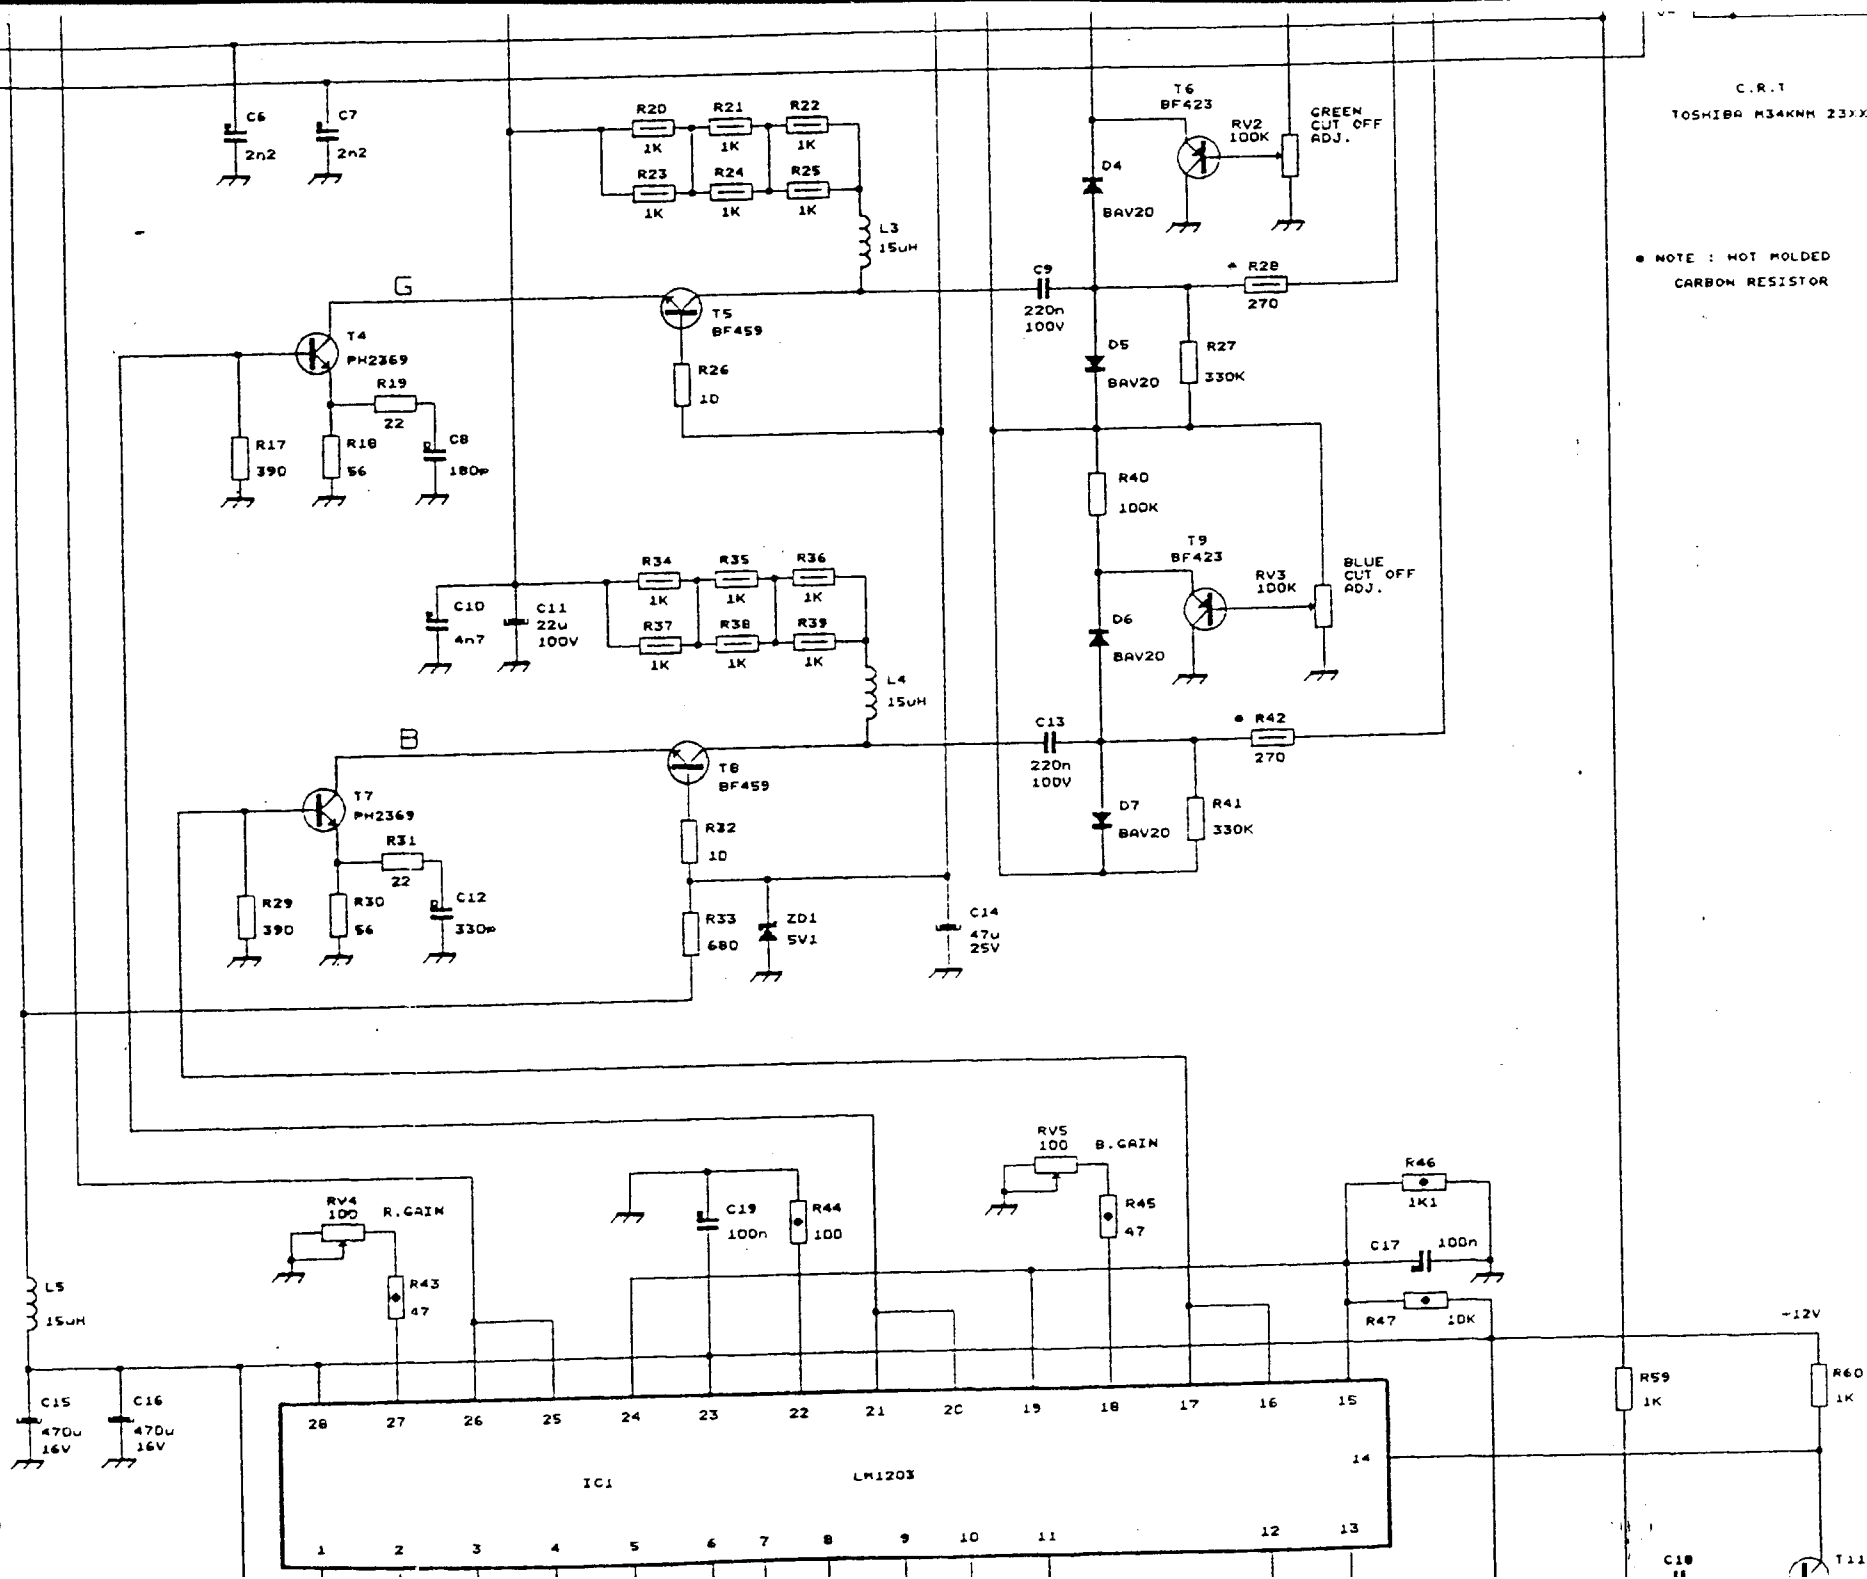 C.R.T
TOSHIBA M34KNM 23XX
NOTE : HOT MOLDED
CARBON RESISTOR
C6
2n2
C7
2n2
R20
1K
R21
1K
R22
1K
R23
1K
R24
1K
R25
1K
L3
15uH
T6
BF423
RV2
100K
GREEN
CUT OFF
ADJ.
D4
BAV20
G
T4
PH2369
T5
BF459
R26
10
C9
220n
100V
R28
270
D5
BAV20
R27
330K
R19
22
R17
390
R18
56
C8
180p
R40
100K
T9
BF423
RV3
100K
BLUE
CUT OFF
ADJ.
R34
1K
R35
1K
R36
1K
C10
4n7
C11
22u
100V
R37
1K
R38
1K
R39
1K
D6
BAV20
L4
15uH
B
T7
PH2369
T8
BF459
C13
220n
100V
R42
270
D7
BAV20
R41
330K
R31
22
R32
10
R29
390
R30
56
C12
330p
R33
680
ZD1
5V1
C14
47u
25V
RV5
100
B.GAIN
R46
1K1
RV4
100
R.GAIN
C19
100n
R44
100
R45
47
C17
100n
L5
15uH
R43
47
R47
10K
+12V
C15
470u
16V
C16
470u
16V
R59
1K
R60
1K
28 27 26 25 24 23 22 21 20 19 18 17 16 15
14
IC1
LM1203
1 2 3 4 5 6 7 8 9 10 11 12 13
C18
T11